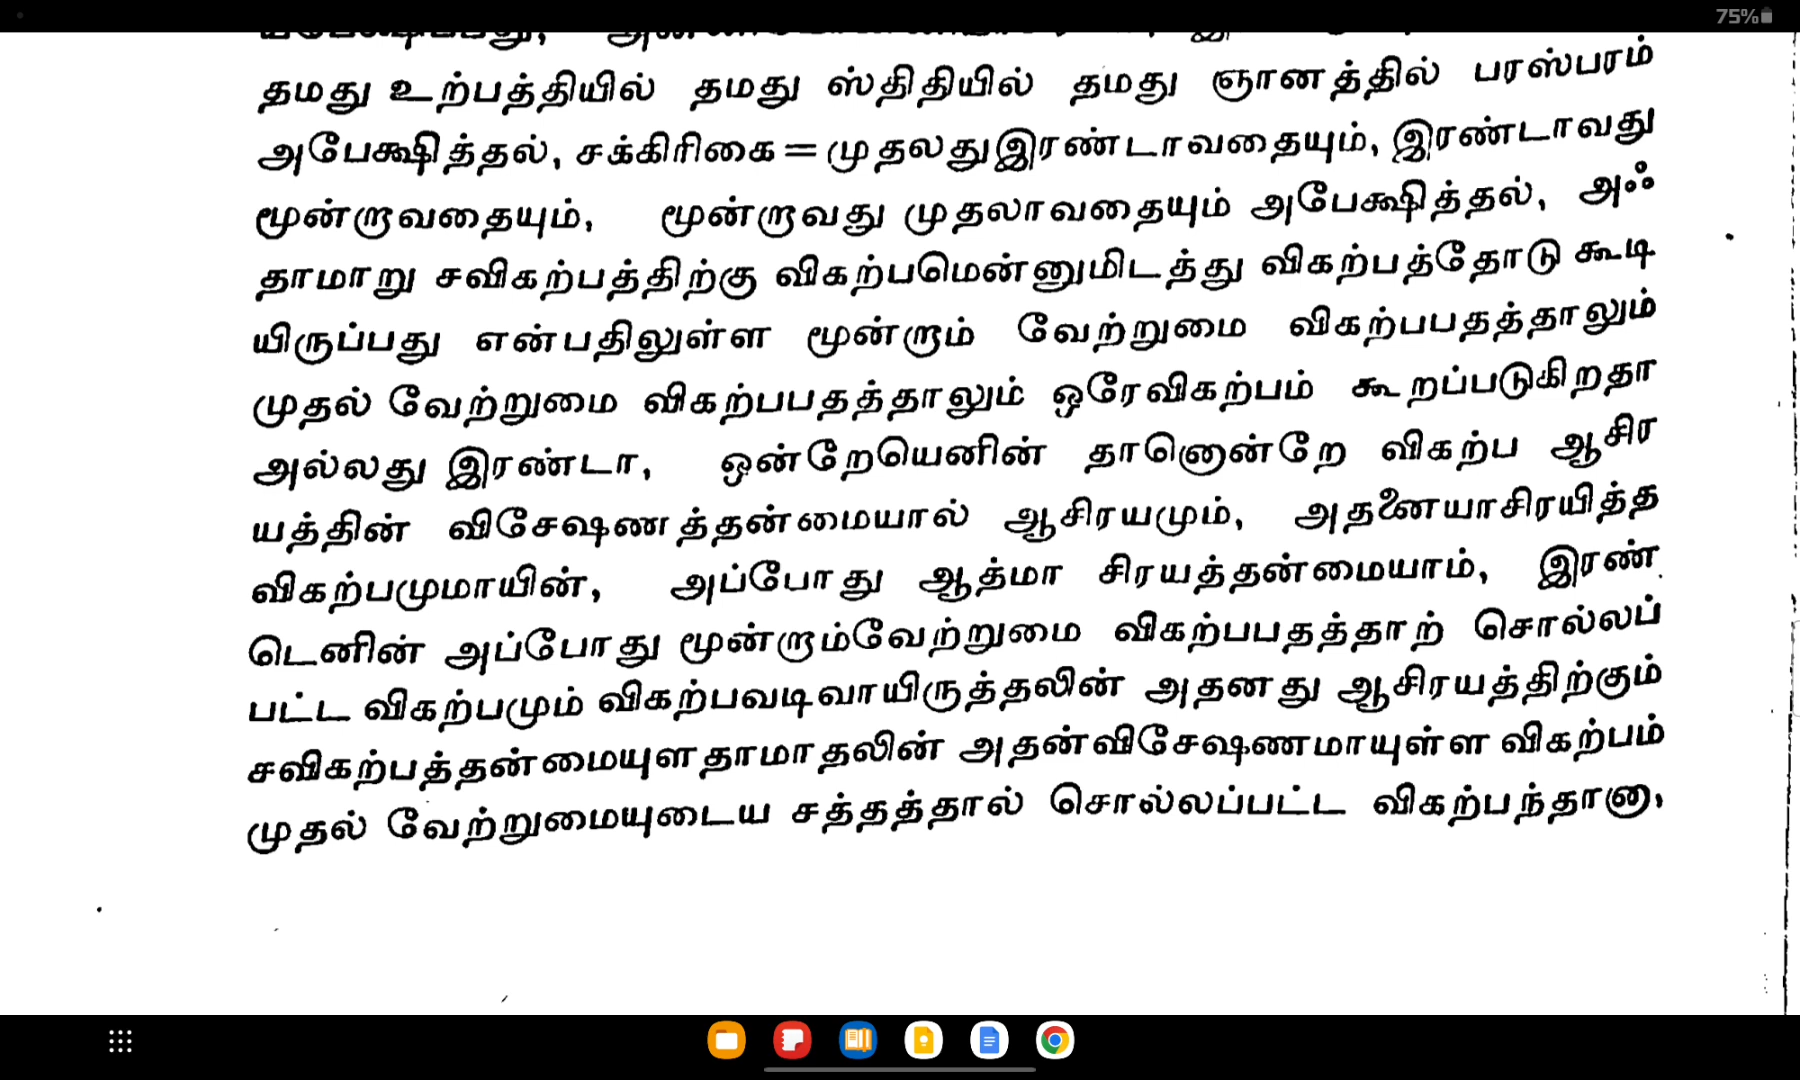 75%
தமது உற்பத்தியில் தமது ஸ்திதியில் தமது ஞானத்தில் பரஸ்பரம்
அபேக்ஷித்தல், சக்கிரிகை = முதலதுஇரண்டாவதையும், இரண்டாவது
மூன்றாவதையும், மூன்றாவது முதலாவதையும் அபேக்ஷித்தல், அஃ
தாமாறு சவிகற்பத்திற்கு விகற்பமென்னுமிடத்து விகற்பத்தோடு கூடி
யிருப்பது என்பதிலுள்ள மூன்றாம் வேற்றுமை விகற்பபதத்தாலும்
முதல் வேற்றுமை விகற்பபதத்தாலும் ஒரேவிகற்பம் கூறப்படுகிறதா
அல்லது இரண்டா, ஒன்றேயெனின் தானொன்றே விகற்ப ஆசிர
யத்தின் விசேஷணத்தன்மையால் ஆசிரயமும், அதனையாசிரயித்த
விகற்பமுமாயின், அப்போது ஆத்மா சிரயத்தன்மையாம், இரண்
டெனின் அப்போது மூன்றாம்வேற்றுமை விகற்பபதத்தாற் சொல்லப்
பட்ட விகற்பமும் விகற்பவடிவாயிருத்தலின் அதனது ஆசிரயத்திற்கும்
சவிகற்பத்தன்மையுளதாமாதலின் அதன்விசேஷணமாயுள்ள விகற்பம்
முதல் வேற்றுமையுடைய சத்தத்தால் சொல்லப்பட்ட விகற்பந்தானா,